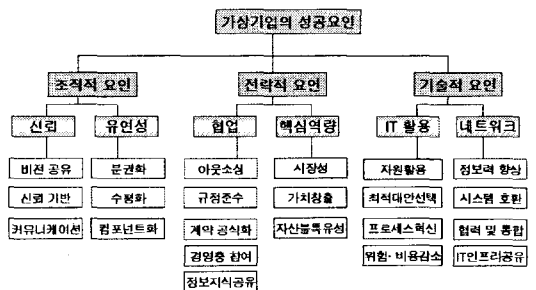 가상기업의 성공요인
조직적 요인 전략적 요인 기술적 요인
신뢰 유연성 협업 핵심역량 IT 활용 네트워크
비전 공유 분권화 아웃소싱 시장성 자원활용 정보력 향상
신뢰 기반 수평화 규정준수 가치창출 최적대안선택 시스템 호환
커뮤니케이션 컴포넌트화 계약 공식화 자산불특유성 프로세스혁신 협력 및 통합
경영층 참여 위험·비용감소 IT인프라공유
정보지식공유